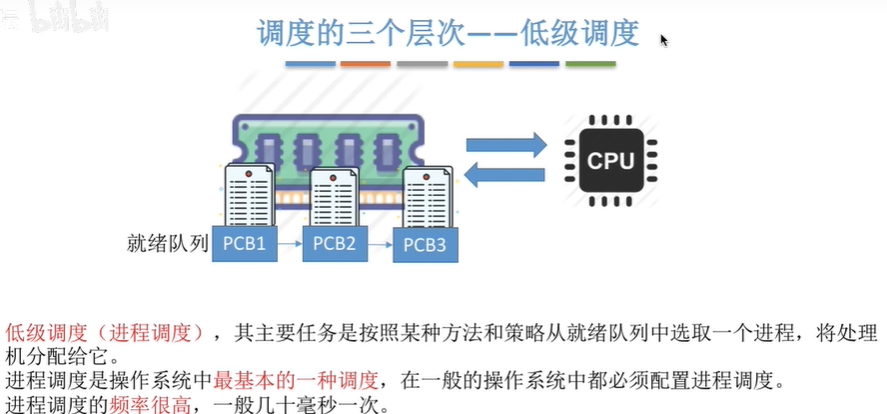 bilibili
调度的三个层次——低级调度
CPU
就绪队列 PCB1 PCB2 PCB3
低级调度（进程调度），其主要任务是按照某种方法和策略从就绪队列中选取一个进程，将处理
机分配给它。
进程调度是操作系统中最基本的一种调度，在一般的操作系统中都必须配置进程调度。
进程调度的频率很高，一般几十毫秒一次。